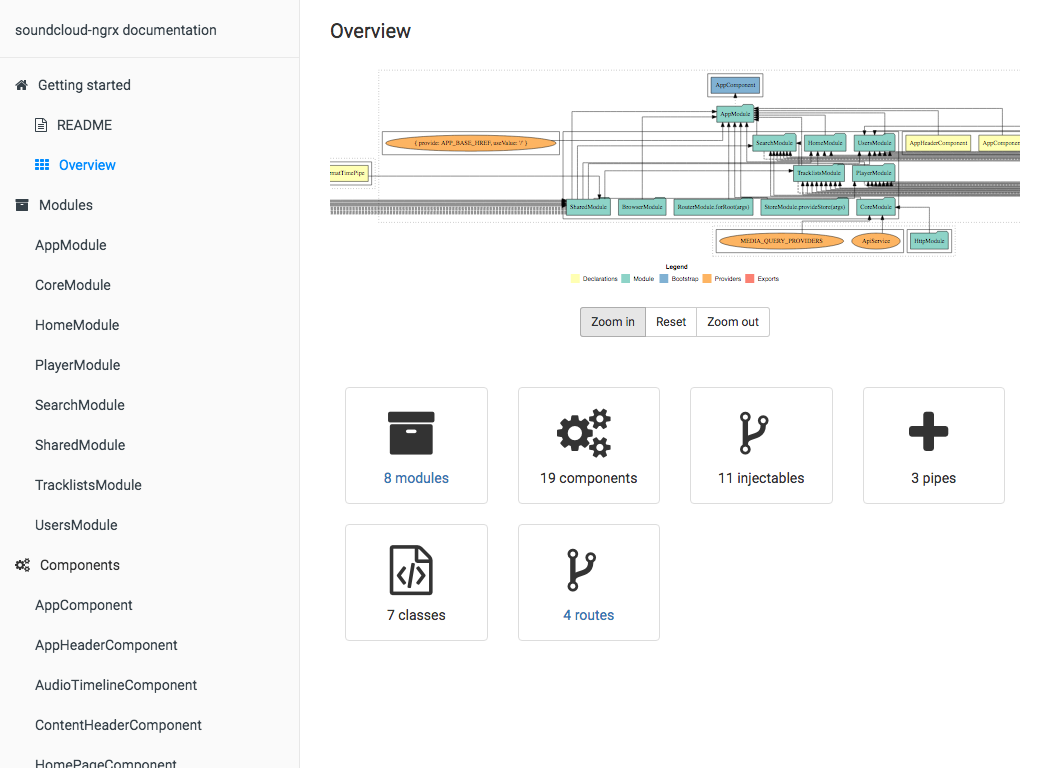 soundcloud-ngrx documentation
Getting started
README
Overview
Modules
AppModule
CoreModule
HomeModule
PlayerModule
SearchModule
SharedModule
TracklistsModule
UsersModule
Components
AppComponent
AppHeaderComponent
AudioTimelineComponent
ContentHeaderComponent
HomePageComponent
Overview
AppComponent
AppModule
{ provide: APP_BASE_HREF, useValue: '/' }
SearchModule
HomeModule
UsersModule
AppHeaderComponent
AppComponen
rmatTimePipe
TracklistsModule
PlayerModule
SharedModule
BrowserModule
RouterModule.forRoot(args)
StoreModule.provideStore(args)
CoreModule
MEDIA_QUERY_PROVIDERS
ApiService
HttpModule
Legend
Declarations
Module
Bootstrap
Providers
Exports
Zoom in
Reset
Zoom out
8 modules
19 components
11 injectables
3 pipes
7 classes
4 routes